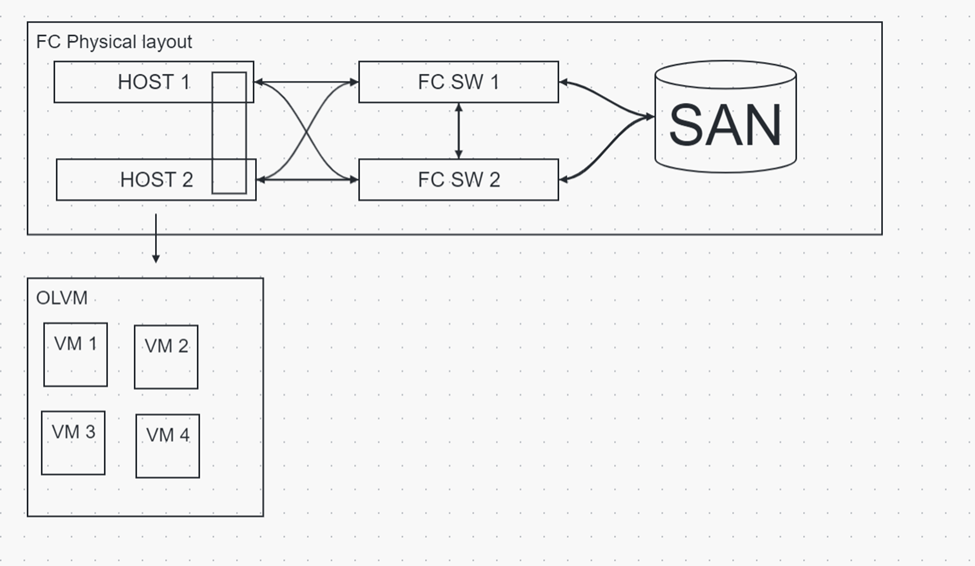 FC Physical layout
HOST 1
FC SW 1
SAN
HOST 2
FC SW 2
OLVM
VM 1
VM 2
VM 3
VM 4